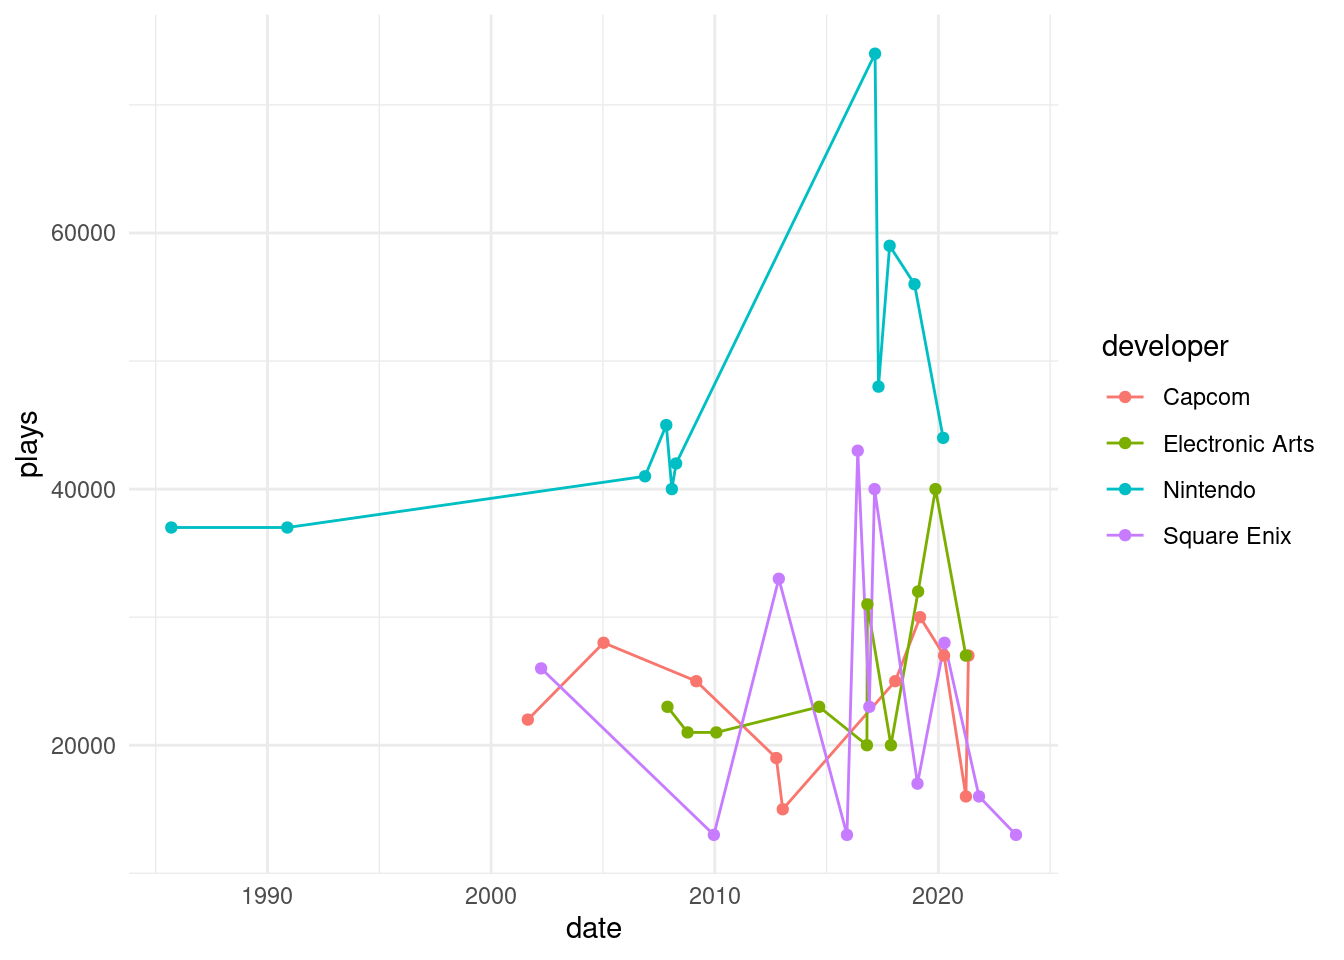 60000
40000
20000
plays
1990 2000 2010 2020
date
developer
Capcom
Electronic Arts
Nintendo
Square Enix